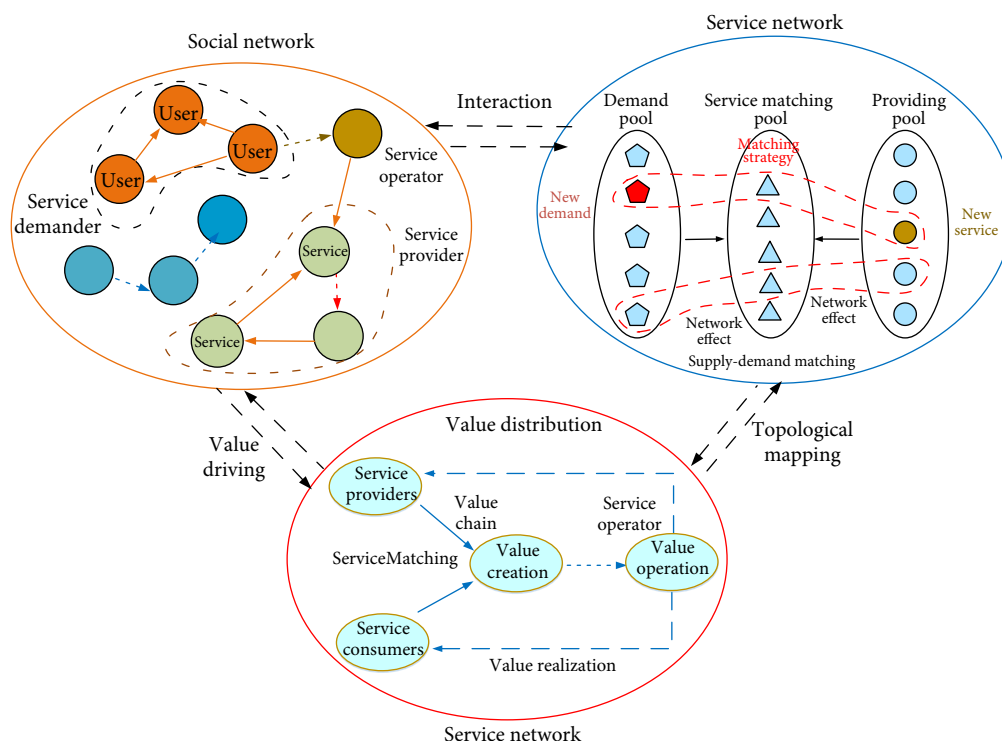 Social network
User
User
User
Service
operator
Service
demander
Service
provider
Service
Service
Interaction
Service network
Demand
pool
Service matching
pool
Providing
pool
Matching
strategy
New
demand
New
service
Network
effect
Network
effect
Supply-demand matching
Value
driving
Topological
mapping
Value distribution
Service
providers
Value
chain
Service
operator
ServiceMatching
Value
creation
Value
operation
Service
consumers
Value realization
Service network